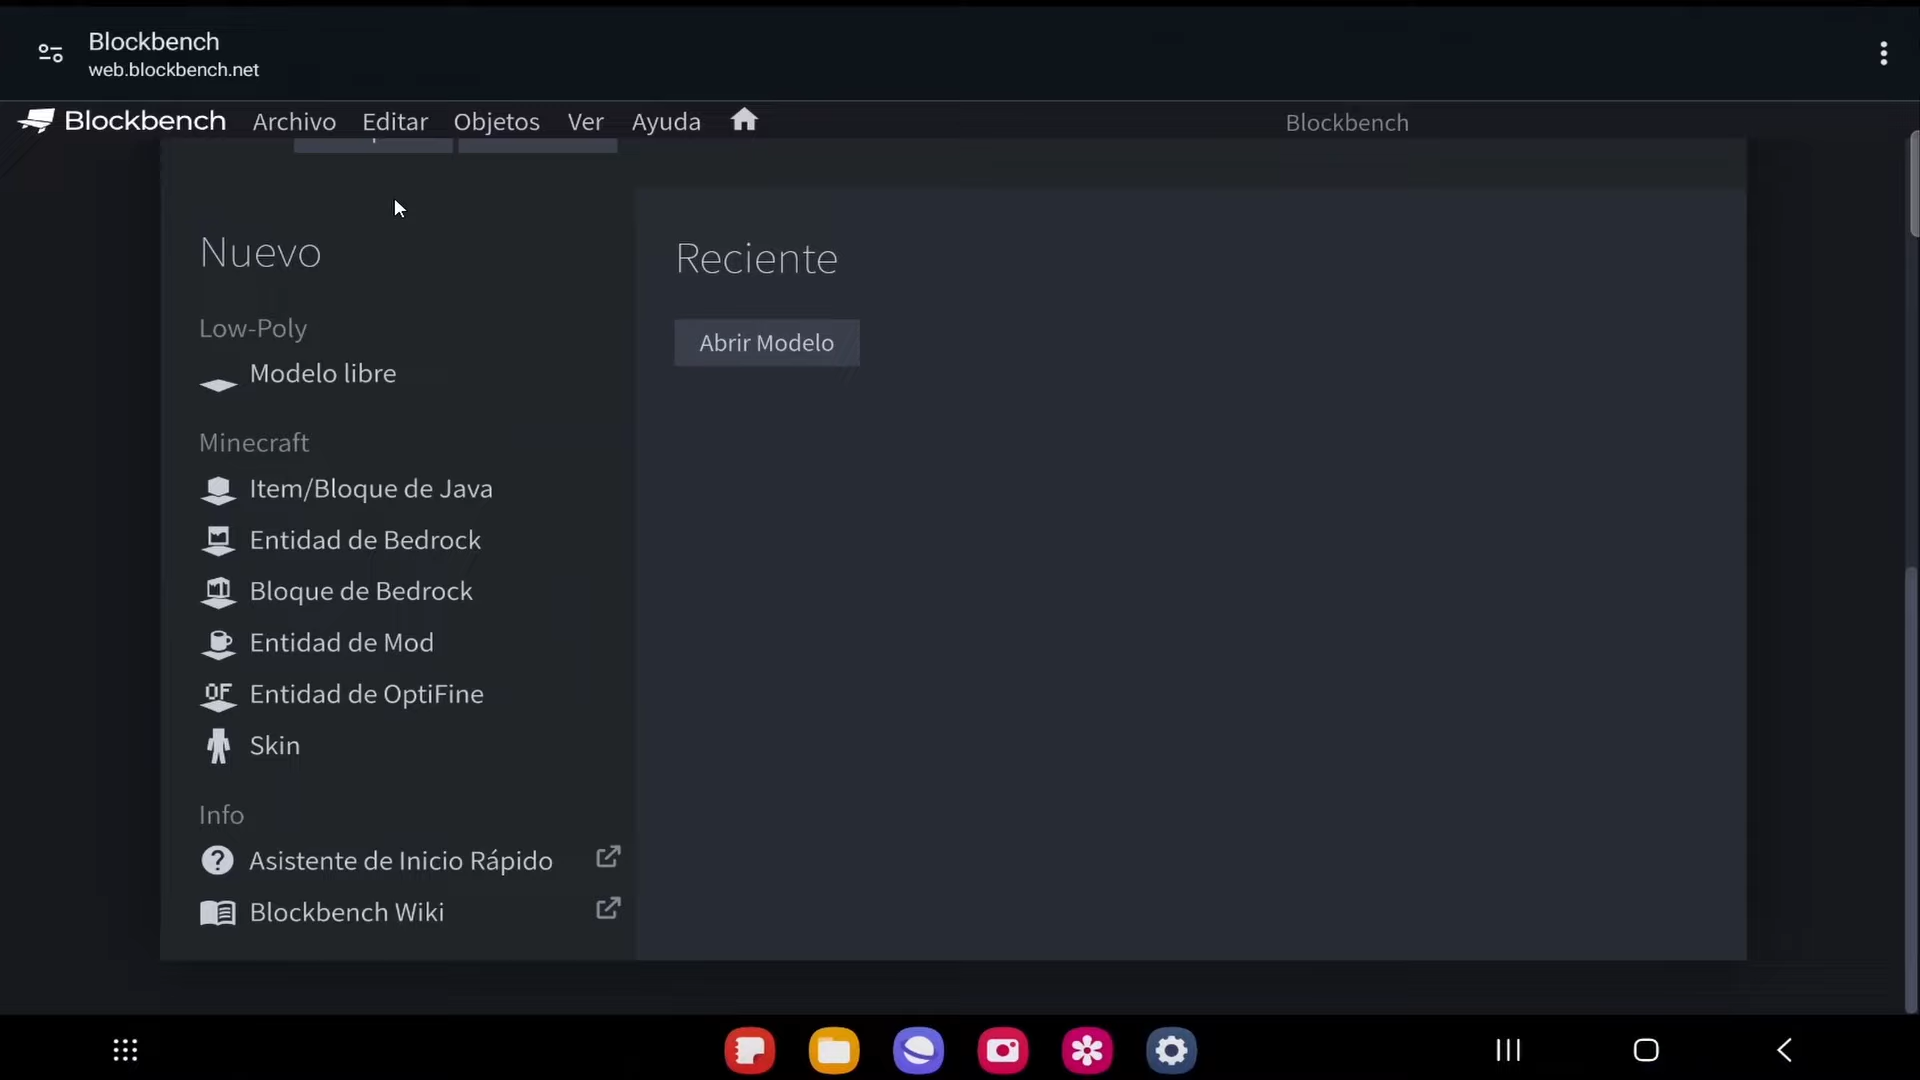 Blockbench
web.blockbench.net
Blockbench Archivo Editar Objetos Ver Ayuda Blockbench
Nuevo
Low-Poly
Modelo libre
Minecraft
Item/Bloque de Java
Entidad de Bedrock
Bloque de Bedrock
Entidad de Mod
OF Entidad de OptiFine
Skin
Info
? Asistente de Inicio Rápido
Blockbench Wiki
Reciente
Abrir Modelo